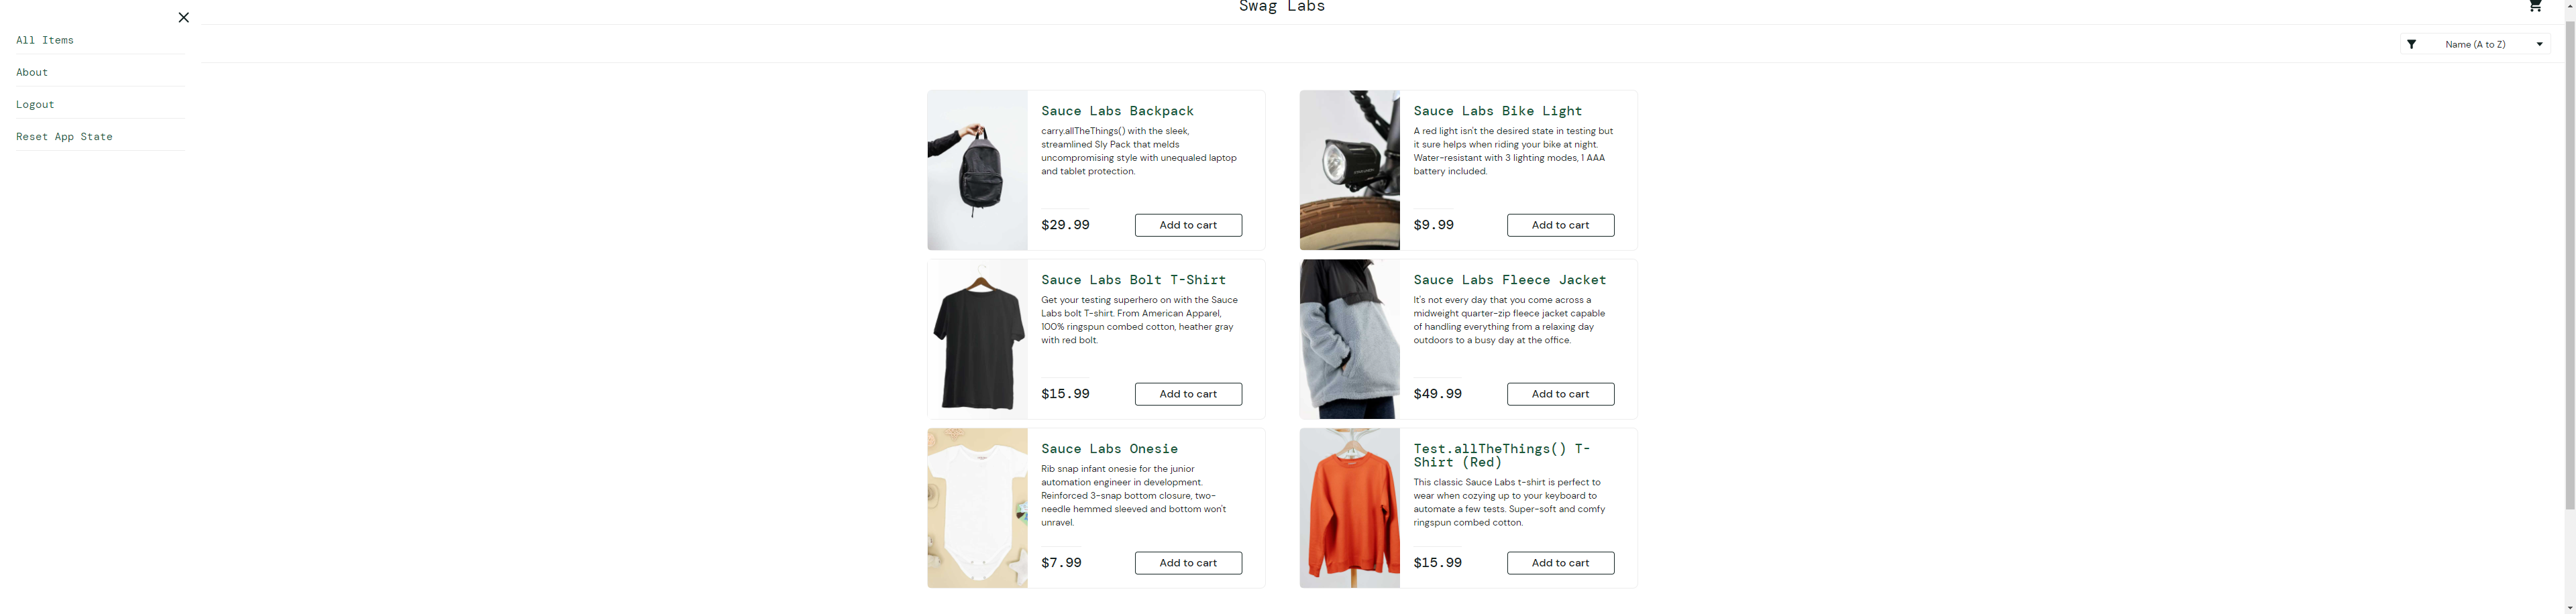 Swag Labs
All Items
About
Logout
Reset App State
Name (A to Z)
Sauce Labs Backpack
carry.allTheThings() with the sleek,
streamlined Sly Pack that melds
uncompromising style with unequaled laptop
and tablet protection.
$29.99
Add to cart
Sauce Labs Bike Light
A red light isn't the desired state in testing but
it sure helps when riding your bike at night.
Water-resistant with 3 lighting modes, 1 AAA
battery included.
$9.99
Add to cart
Sauce Labs Bolt T-Shirt
Get your testing superhero on with the Sauce
Labs bolt T-shirt. From American Apparel,
100% ringspun combed cotton, heather gray
with red bolt.
$15.99
Add to cart
Sauce Labs Fleece Jacket
It's not every day that you come across a
midweight quarter-zip fleece jacket capable
of handling everything from a relaxing day
outdoors to a busy day at the office.
$49.99
Add to cart
Sauce Labs Onesie
Rib snap infant onesie for the junior
automation engineer in development.
Reinforced 3-snap bottom closure, two-
needle hemmed sleeved and bottom won't
unravel.
$7.99
Add to cart
Test.allTheThings() T-
Shirt (Red)
This classic Sauce Labs t-shirt is perfect to
wear when cozying up to your keyboard to
automate a few tests. Super-soft and comfy
ringspun combed cotton.
$15.99
Add to cart